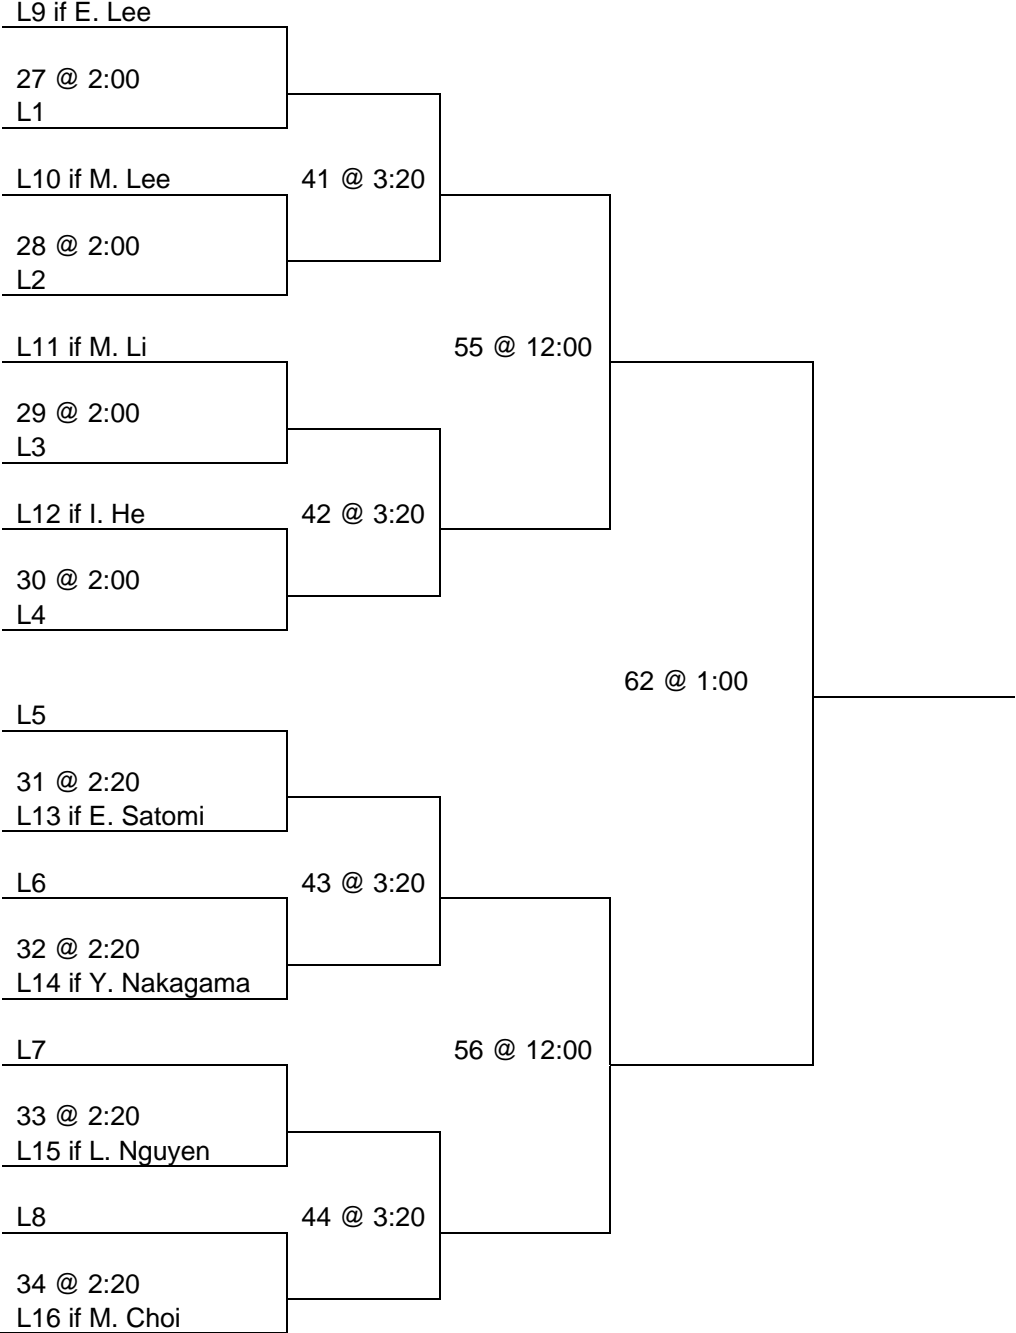 L9 if E. Lee
27 @ 2:00
L1
L10 if M. Lee
41 @ 3:20
28 @ 2:00
L2
L11 if M. Li
55 @ 12:00
29 @ 2:00
L3
L12 if I. He
42 @ 3:20
30 @ 2:00
L4
62 @ 1:00
L5
31 @ 2:20
L13 if E. Satomi
L6
43 @ 3:20
32 @ 2:20
L14 if Y. Nakagama
L7
56 @ 12:00
33 @ 2:20
L15 if L. Nguyen
L8
44 @ 3:20
34 @ 2:20
L16 if M. Choi